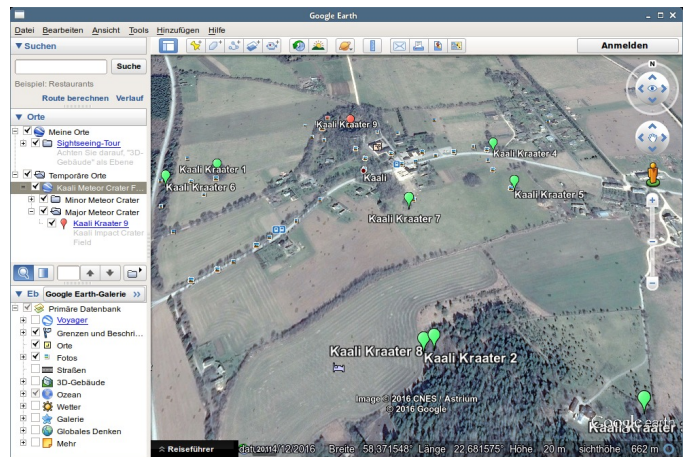 Google Earth
Datei Bearbeiten Ansicht Tools Hinzufügen Hilfe
Suchen
Suche
Beispiel: Restaurants
Route berechnen Verlauf
Orte
Meine Orte
Sightseeing-Tour
Achten Sie darauf, "3D-
Gebäude" als Ebene
Temporäre Orte
Kaali Meteor Crater F...
Minor Meteor Crater
Major Meteor Crater
Kaali Kraater 9
Kaali Impact Crater
Field
Eb Google Earth-Galerie >>
Primäre Datenbank
Voyager
Grenzen und Beschri...
Orte
Fotos
Straßen
3D-Gebäude
Ozean
Wetter
Galerie
Globales Denken
Mehr
Anmelden
N
Kaali Kraater 9
Kaali Kraater 4
Kaali Kraater 1
Kaali
Kaali Kraater 6
Kaali Kraater 5
Kaali Kraater 7
Kaali Kraater 8
Kaali Kraater 2
Image © 2016 CNES / Astrium
© 2016 Google
Google earth
Kaali Kraater
Reiseführer
4/12/2016 Breite 58.371548° Länge 22.681575° Höhe 20 m sichthöhe 662 m